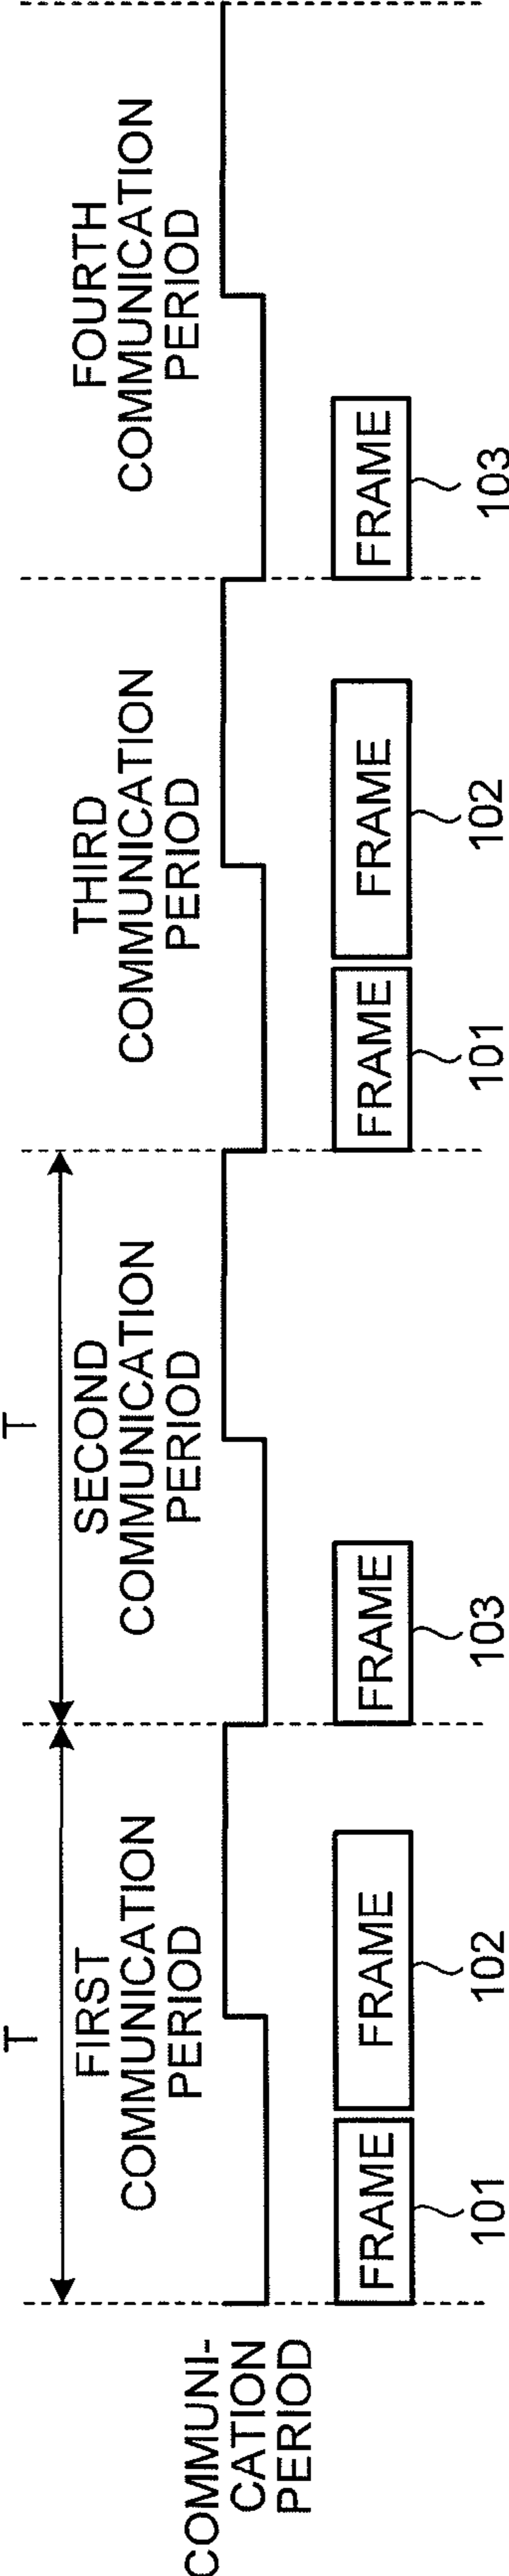 T
T
FIRST
COMMUNICATION
PERIOD
SECOND
COMMUNICATION
PERIOD
THIRD
COMMUNICATION
PERIOD
FOURTH
COMMUNICATION
PERIOD
COMMUNI-
CATION
PERIOD
FRAME
FRAME
FRAME
FRAME
FRAME
FRAME
101
102
103
101
102
103